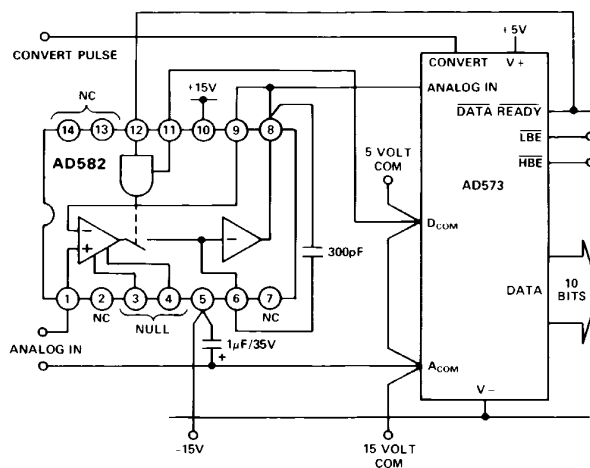 CONVERT PULSE
+5V
CONVERT
V+
ANALOG IN
+15V
NC
14
13
12
11
10
9
8
DATA READY
LBE
HBE
AD582
5 VOLT
COM
AD573
DCOM
300pF
10
BITS
DATA
1
2
3
4
5
6
7
NC
NULL
NC
1μF/35V
+
ANALOG IN
ACOM
V−
-15V
15 VOLT
COM